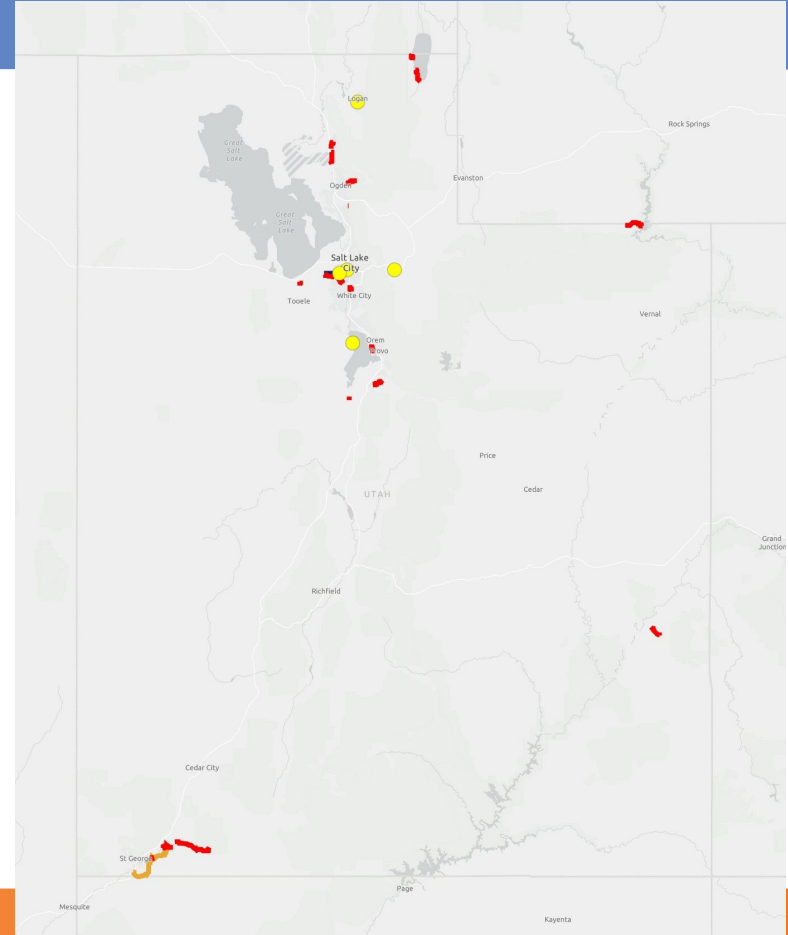 Logan
Rock Springs
Great
Salt
Lake
Evanston
Ogden
Great
Salt
Lake
Salt Lake
City
Tooele
White City
Vernal
Orem
Provo
Price
Cedar
UTAH
Grand
Junction
Richfield
Cedar City
St George
Page
Mesquite
Kayenta